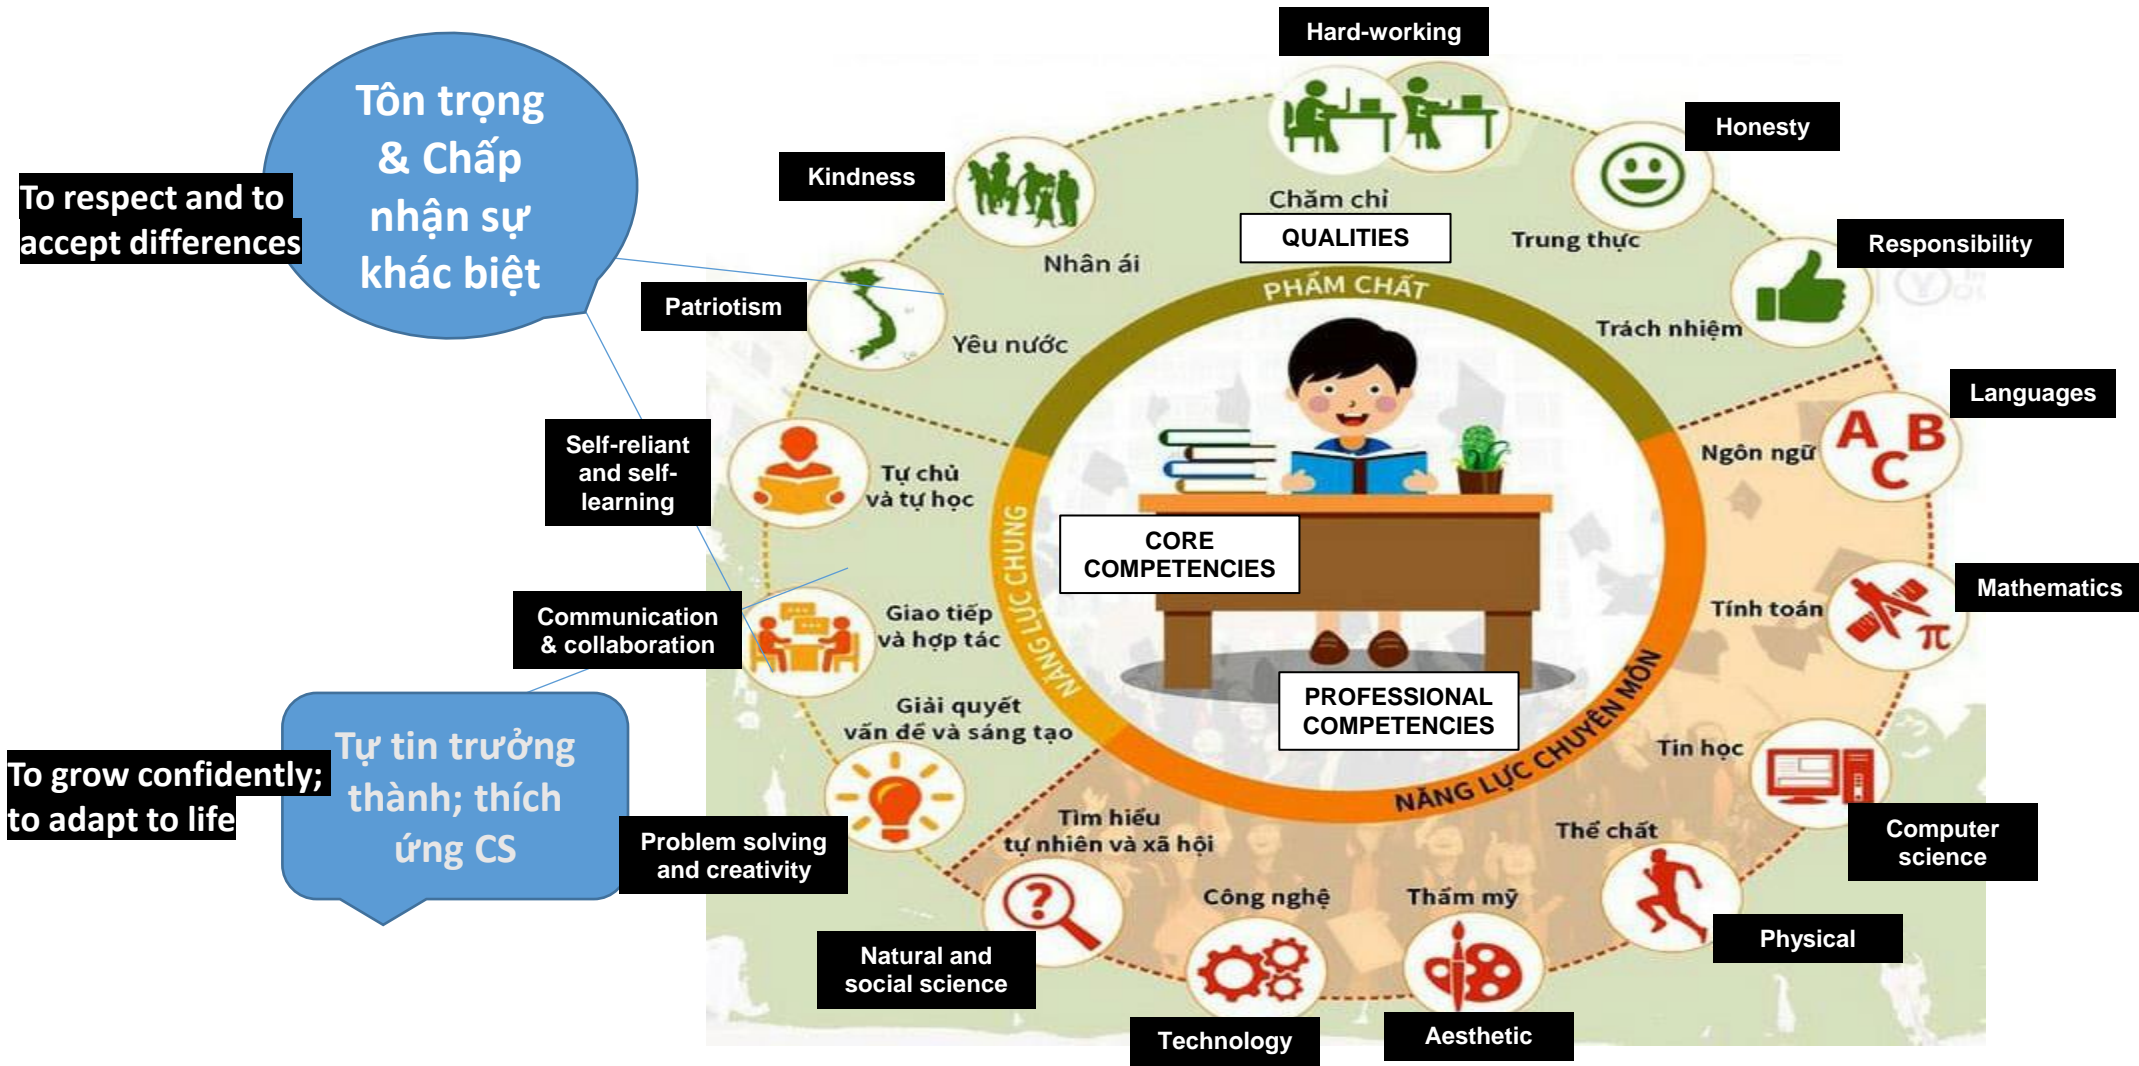 Hard-working
Tôn trọng
& Chấp
nhận sự
khác biệt
To respect and to
accept differences
Kindness
Honesty
Chăm chỉ
QUALITIES
Trung thực
Responsibility
Nhân ái
PHẨM CHẤT
Patriotism
Yêu nước
Trách nhiệm
Languages
A B
C
Ngôn ngữ
Self-reliant
and self-
learning
Tự chủ
và tự học
NĂNG LỰC CHUNG
CORE
COMPETENCIES
Mathematics
Tính toán
π
Communication
& collaboration
Giao tiếp
và hợp tác
PROFESSIONAL
COMPETENCIES
NĂNG LỰC CHUYÊN MÔN
Giải quyết
vấn đề và sáng tạo
Tin học
Tự tin trưởng
thành; thích
ứng CS
To grow confidently;
to adapt to life
Problem solving
and creativity
Computer
science
Tìm hiểu
tự nhiên và xã hội
Thể chất
?
Công nghệ
Thẩm mỹ
Physical
Natural and
social science
Technology
Aesthetic